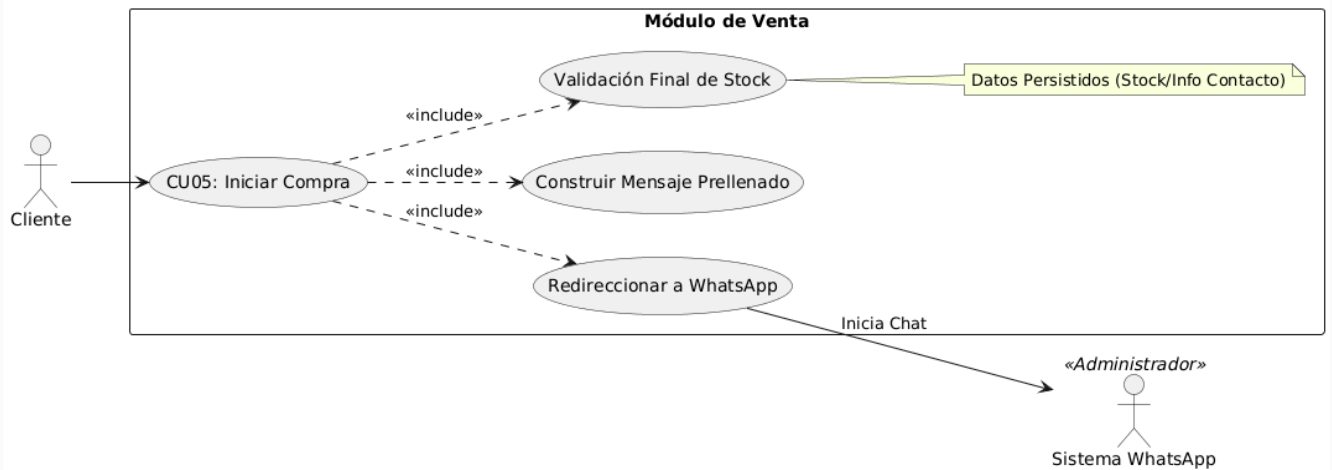 Módulo de Venta
Validación Final de Stock
Datos Persistidos (Stock/Info Contacto)
«include»
Cliente
CU05: Iniciar Compra
«include»
Construir Mensaje Prellenado
«include»
Redireccionar a WhatsApp
Inicia Chat
«Administrador»
Sistema WhatsApp